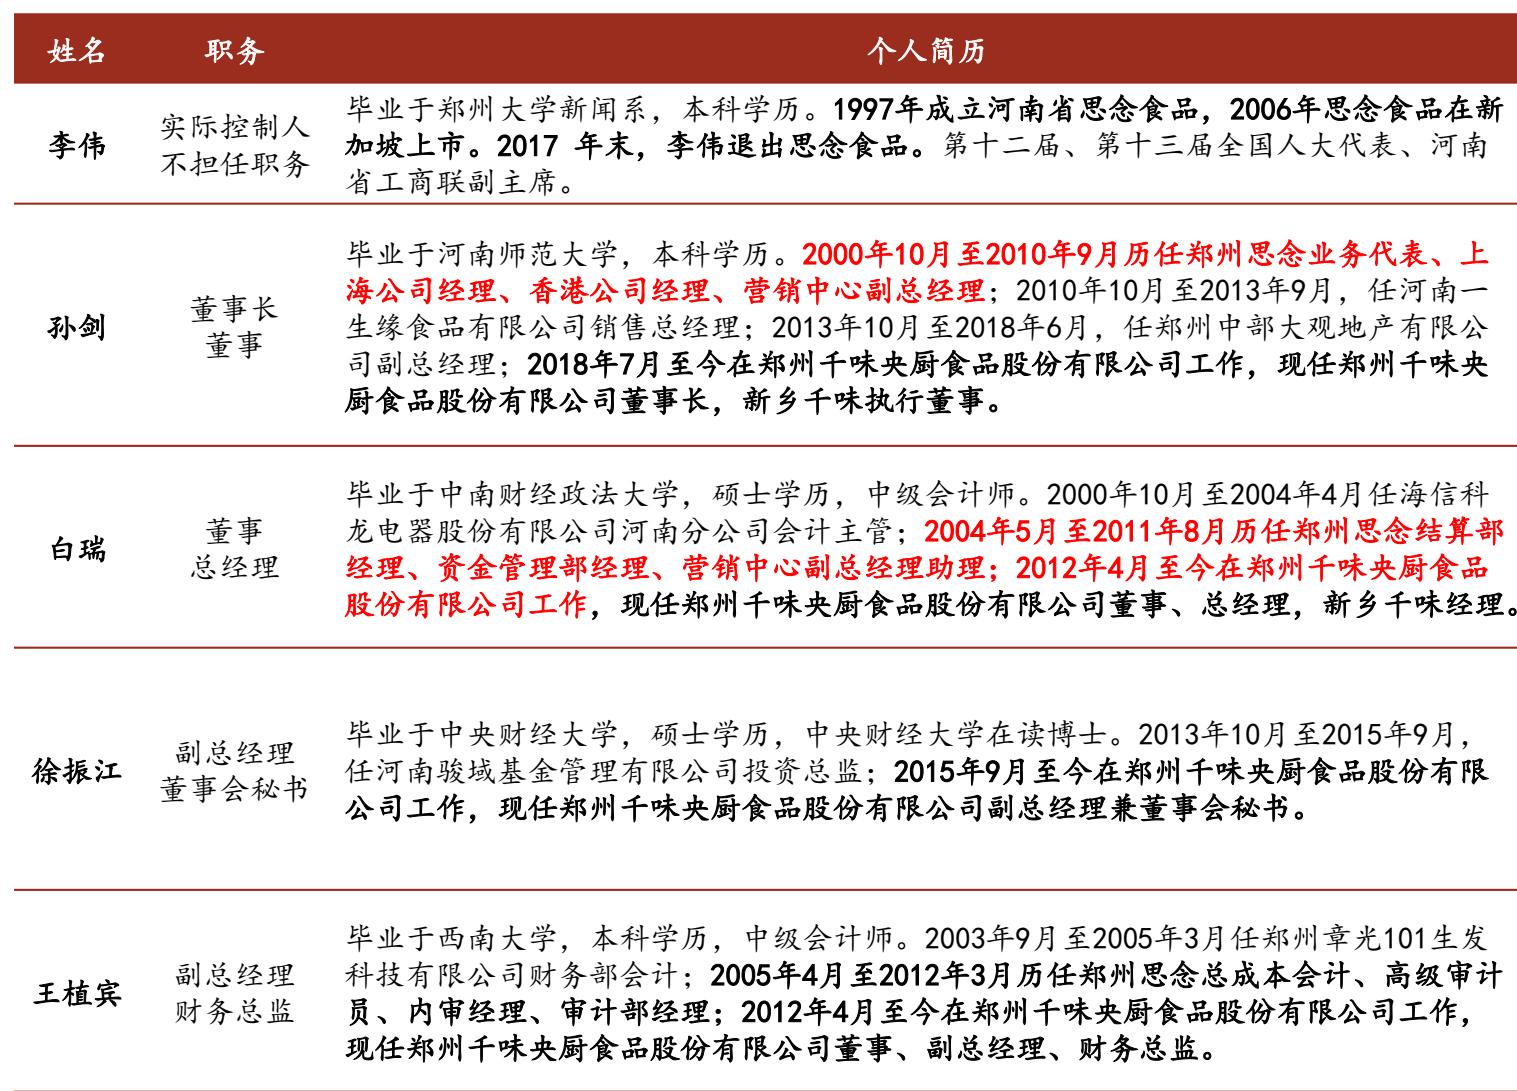 姓名 职务 个人简历
李伟
实际控制人
不担任职务
毕业于郑州大学新闻系，本科学历。1997年成立河南省思念食品，2006年思念食品在新
加坡上市。2017 年末，李伟退出思念食品。第十二届、第十三届全国人大代表、河南
省工商联副主席。
孙剑
董事长
董事
毕业于河南师范大学，本科学历。2000年10月至2010年9月历任郑州思念业务代表、上
海公司经理、香港公司经理、营销中心副总经理；2010年10月至2013年9月，任河南一
生缘食品有限公司销售总经理；2013年10月至2018年6月，任郑州中部大观地产有限公
司副总经理；2018年7月至今在郑州千味央厨食品股份有限公司工作，现任郑州千味央
厨食品股份有限公司董事长，新乡千味执行董事。
白瑞
董事
总经理
毕业于中南财经政法大学，硕士学历，中级会计师。2000年10月至2004年4月任海信科
龙电器股份有限公司河南分公司会计主管；2004年5月至2011年8月历任郑州思念结算部
经理、资金管理部经理、营销中心副总经理助理；2012年4月至今在郑州千味央厨食品
股份有限公司工作，现任郑州千味央厨食品股份有限公司董事、总经理，新乡千味经理。
徐振江
副总经理
董事会秘书
毕业于中央财经大学，硕士学历，中央财经大学在读博士。2013年10月至2015年9月，
任河南骏域基金管理有限公司投资总监；2015年9月至今在郑州千味央厨食品股份有限
公司工作，现任郑州千味央厨食品股份有限公司副总经理兼董事会秘书。
王植宾
副总经理
财务总监
毕业于西南大学，本科学历，中级会计师。2003年9月至2005年3月任郑州章光101生发
科技有限公司财务部会计；2005年4月至2012年3月历任郑州思念总成本会计、高级审计
员、内审经理、审计部经理；2012年4月至今在郑州千味央厨食品股份有限公司工作，
现任郑州千味央厨食品股份有限公司董事、副总经理、财务总监。